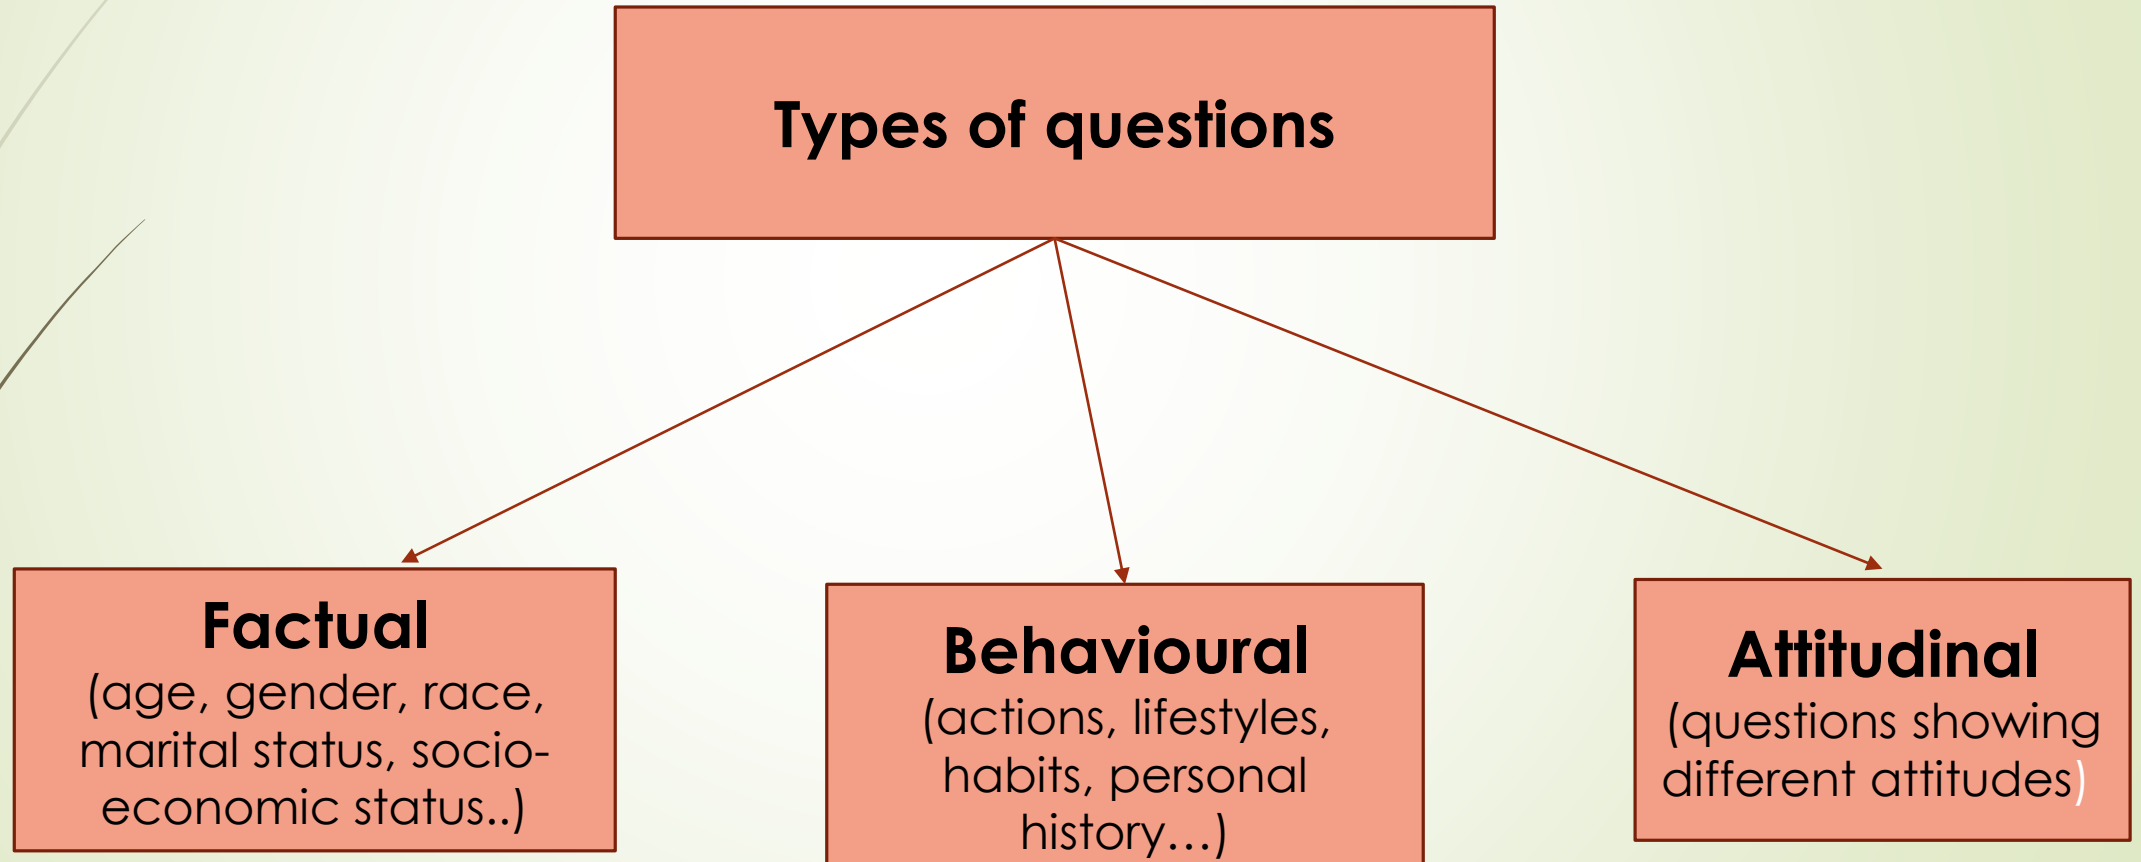 Types of questions
Factual
(age, gender, race,
marital status, socio-
economic status..)
Behavioural
(actions, lifestyles,
habits, personal
history…)
Attitudinal
(questions showing
different attitudes)